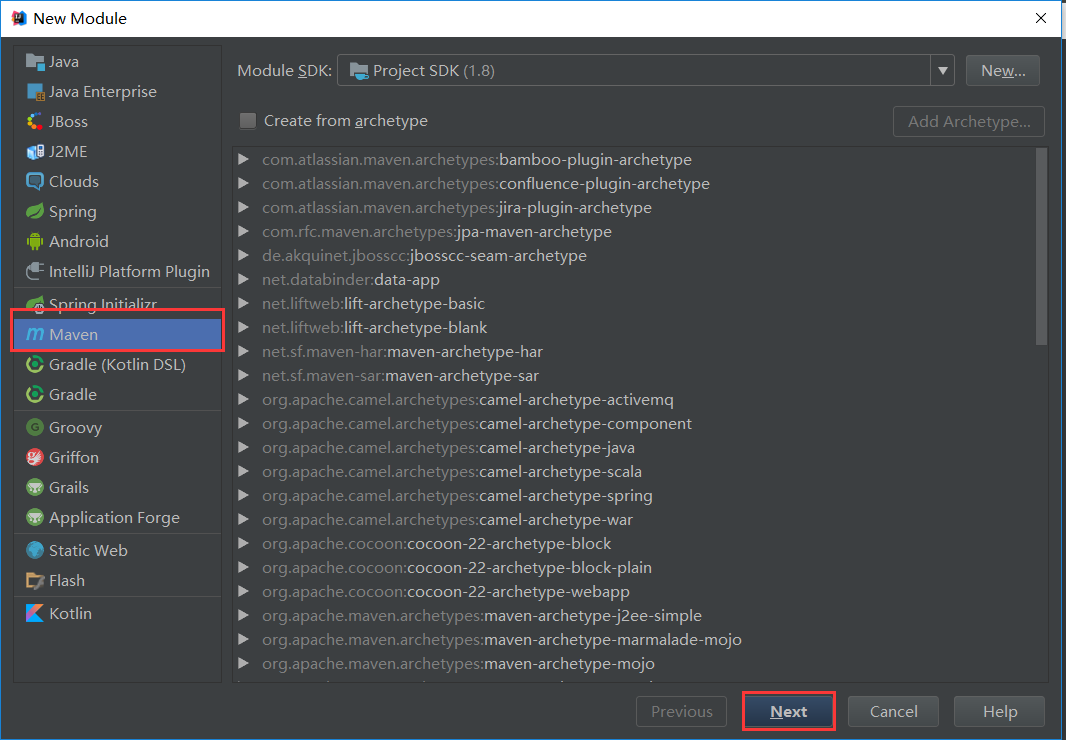 New Module
Java
Java Enterprise
JBoss
J2ME
Clouds
Spring
Android
IntelliJ Platform Plugin
Spring Initializr
Maven
Gradle (Kotlin DSL)
Gradle
Groovy
Griffon
Grails
Application Forge
Static Web
Flash
Kotlin
Module SDK: Project SDK (1.8) New...
Create from archetype Add Archetype...
com.atlassian.maven.archetypes:bamboo-plugin-archetype
com.atlassian.maven.archetypes:confluence-plugin-archetype
com.atlassian.maven.archetypes:jira-plugin-archetype
com.rfc.maven.archetypes:jpa-maven-archetype
de.akquinet.jbosscc:jbosscc-seam-archetype
net.databinder:data-app
net.liftweb:lift-archetype-basic
net.liftweb:lift-archetype-blank
net.sf.maven-har:maven-archetype-har
net.sf.maven-sar:maven-archetype-sar
org.apache.camel.archetypes:camel-archetype-activemq
org.apache.camel.archetypes:camel-archetype-component
org.apache.camel.archetypes:camel-archetype-java
org.apache.camel.archetypes:camel-archetype-scala
org.apache.camel.archetypes:camel-archetype-spring
org.apache.camel.archetypes:camel-archetype-war
org.apache.cocoon:cocoon-22-archetype-block
org.apache.cocoon:cocoon-22-archetype-block-plain
org.apache.cocoon:cocoon-22-archetype-webapp
org.apache.maven.archetypes:maven-archetype-j2ee-simple
org.apache.maven.archetypes:maven-archetype-marmalade-mojo
org.apache.maven.archetypes:maven-archetype-mojo
Previous Next Cancel Help